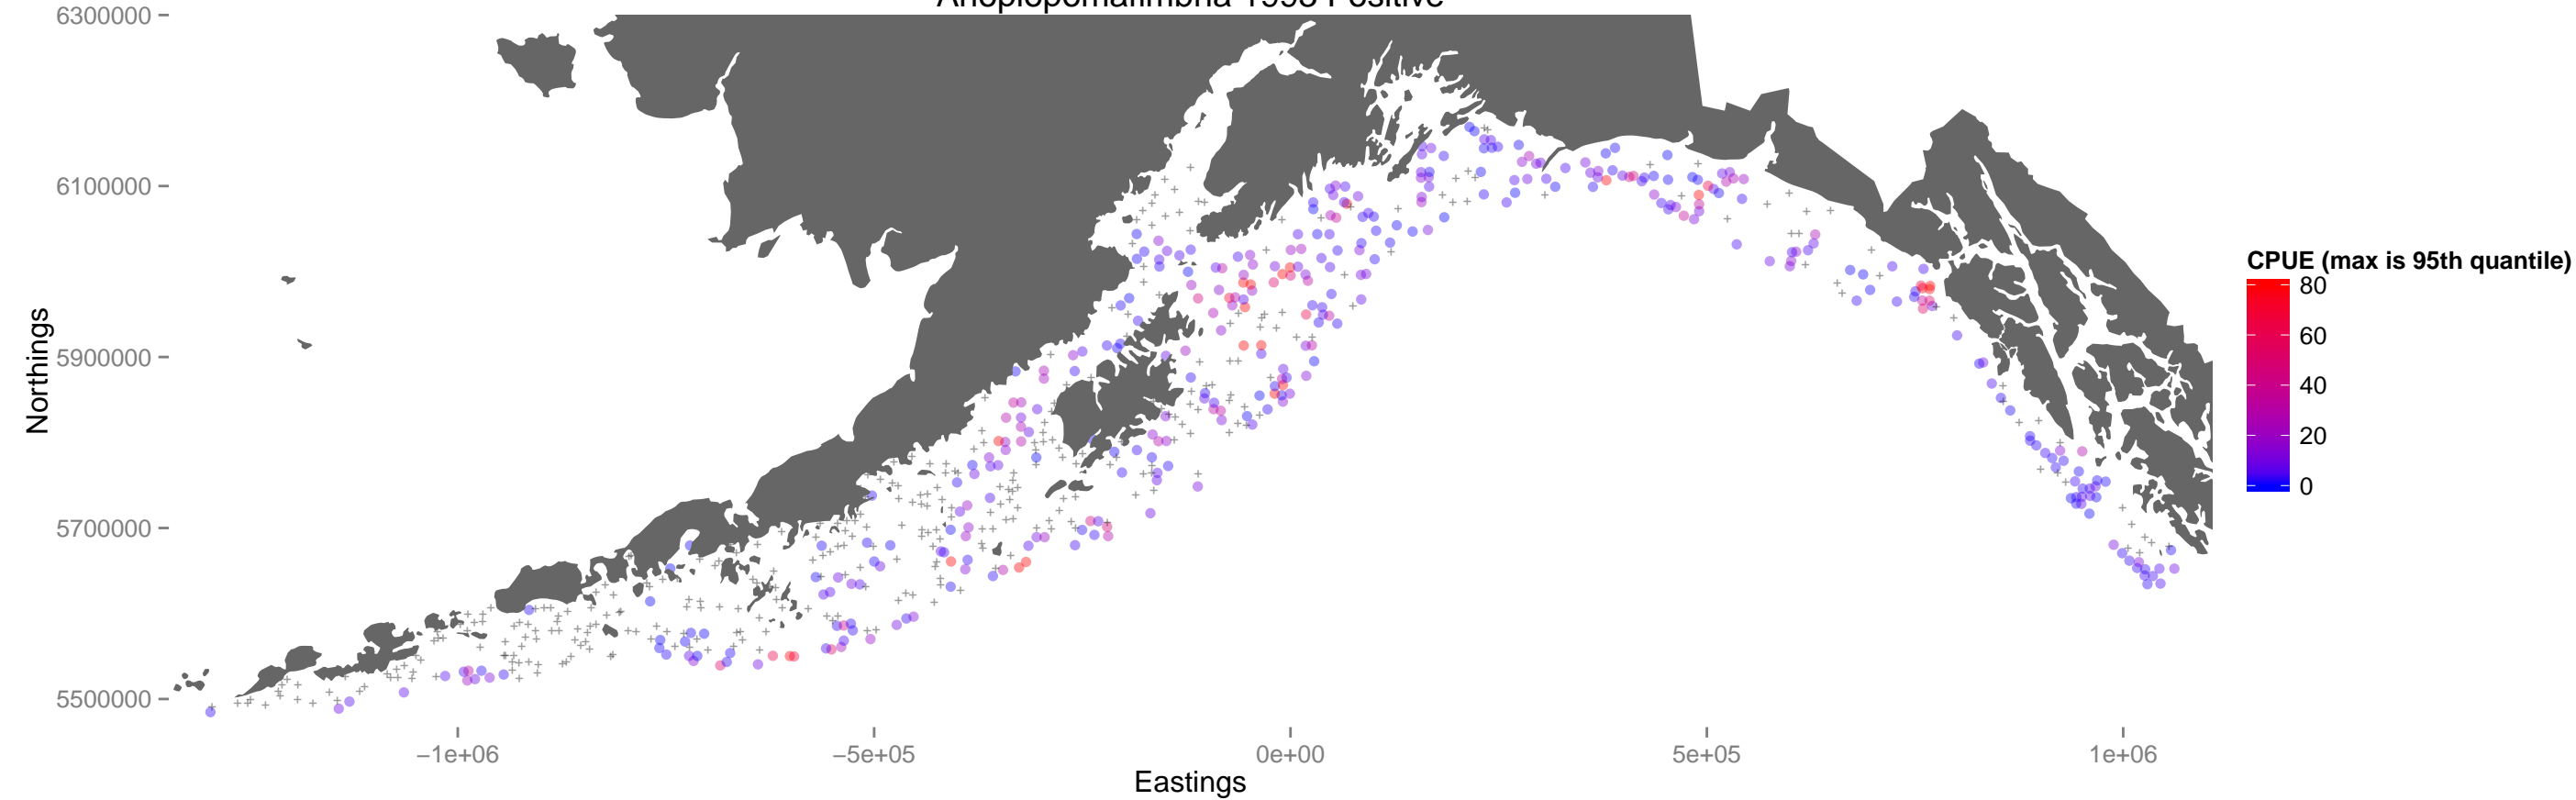 Anoplopomafimbria 1993 Positive
6300000
6100000
5900000
5700000
5500000
Northings
−1e+06
−5e+05
0e+00
5e+05
1e+06
Eastings
CPUE (max is 95th quantile)
80
60
40
20
0